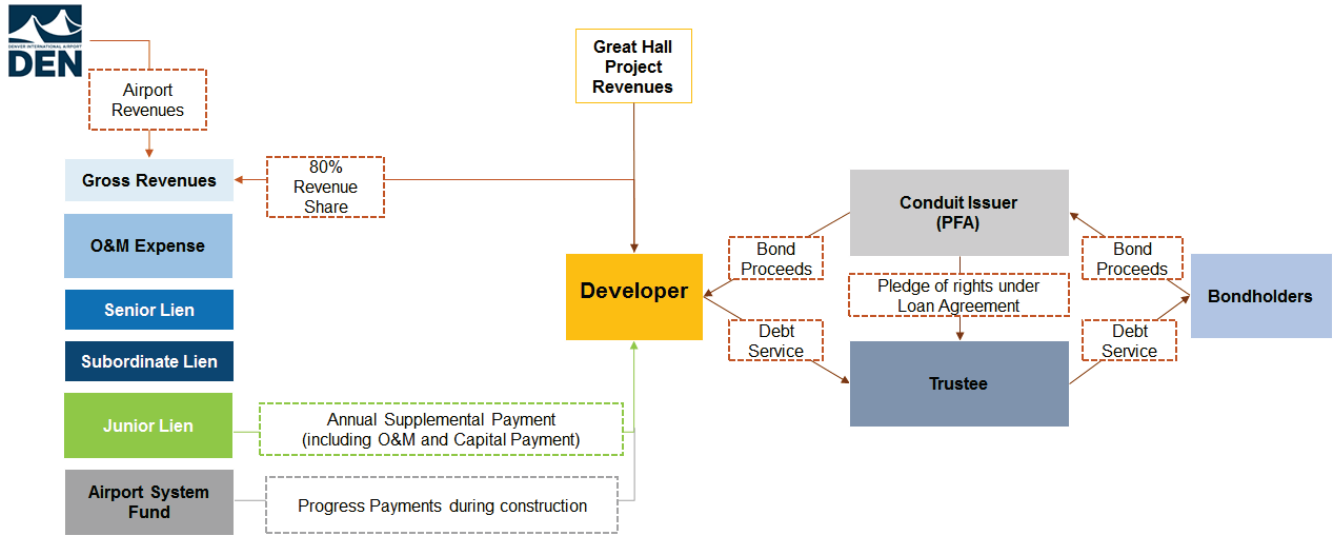 DENVER INTERNATIONAL AIRPORT
DEN
Airport
Revenues
Great Hall
Project
Revenues
Gross Revenues
80%
Revenue
Share
O&M Expense
Senior Lien
Subordinate Lien
Junior Lien
Annual Supplemental Payment
(including O&M and Capital Payment)
Airport System
Fund
Progress Payments during construction
Developer
Bond
Proceeds
Debt
Service
Conduit Issuer
(PFA)
Pledge of rights under
Loan Agreement
Trustee
Bond
Proceeds
Debt
Service
Bondholders